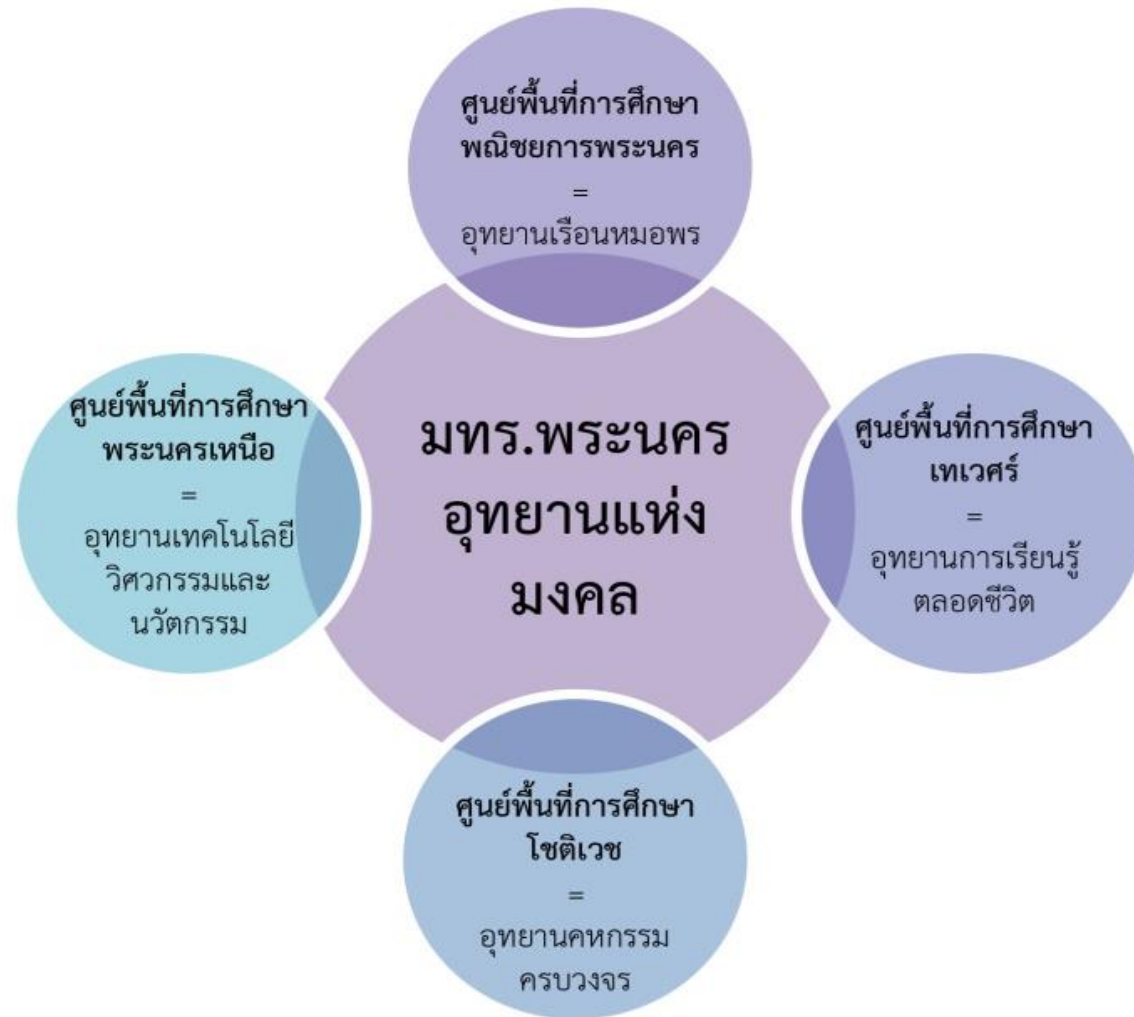 ศูนย์พื้นที่การศึกษา
พณิชยการพระนคร
=
อุทยานเรือนหมอพร
ศูนย์พื้นที่การศึกษา
พระนครเหนือ
=
อุทยานเทคโนโลยี
วิศวกรรมและ
นวัตกรรม
มทร.พระนคร
อุทยานแห่ง
มงคล
ศูนย์พื้นที่การศึกษา
เทเวศร์
=
อุทยานการเรียนรู้
ตลอดชีวิต
ศูนย์พื้นที่การศึกษา
โชติเวช
=
อุทยานคหกรรม
ครบวงจร